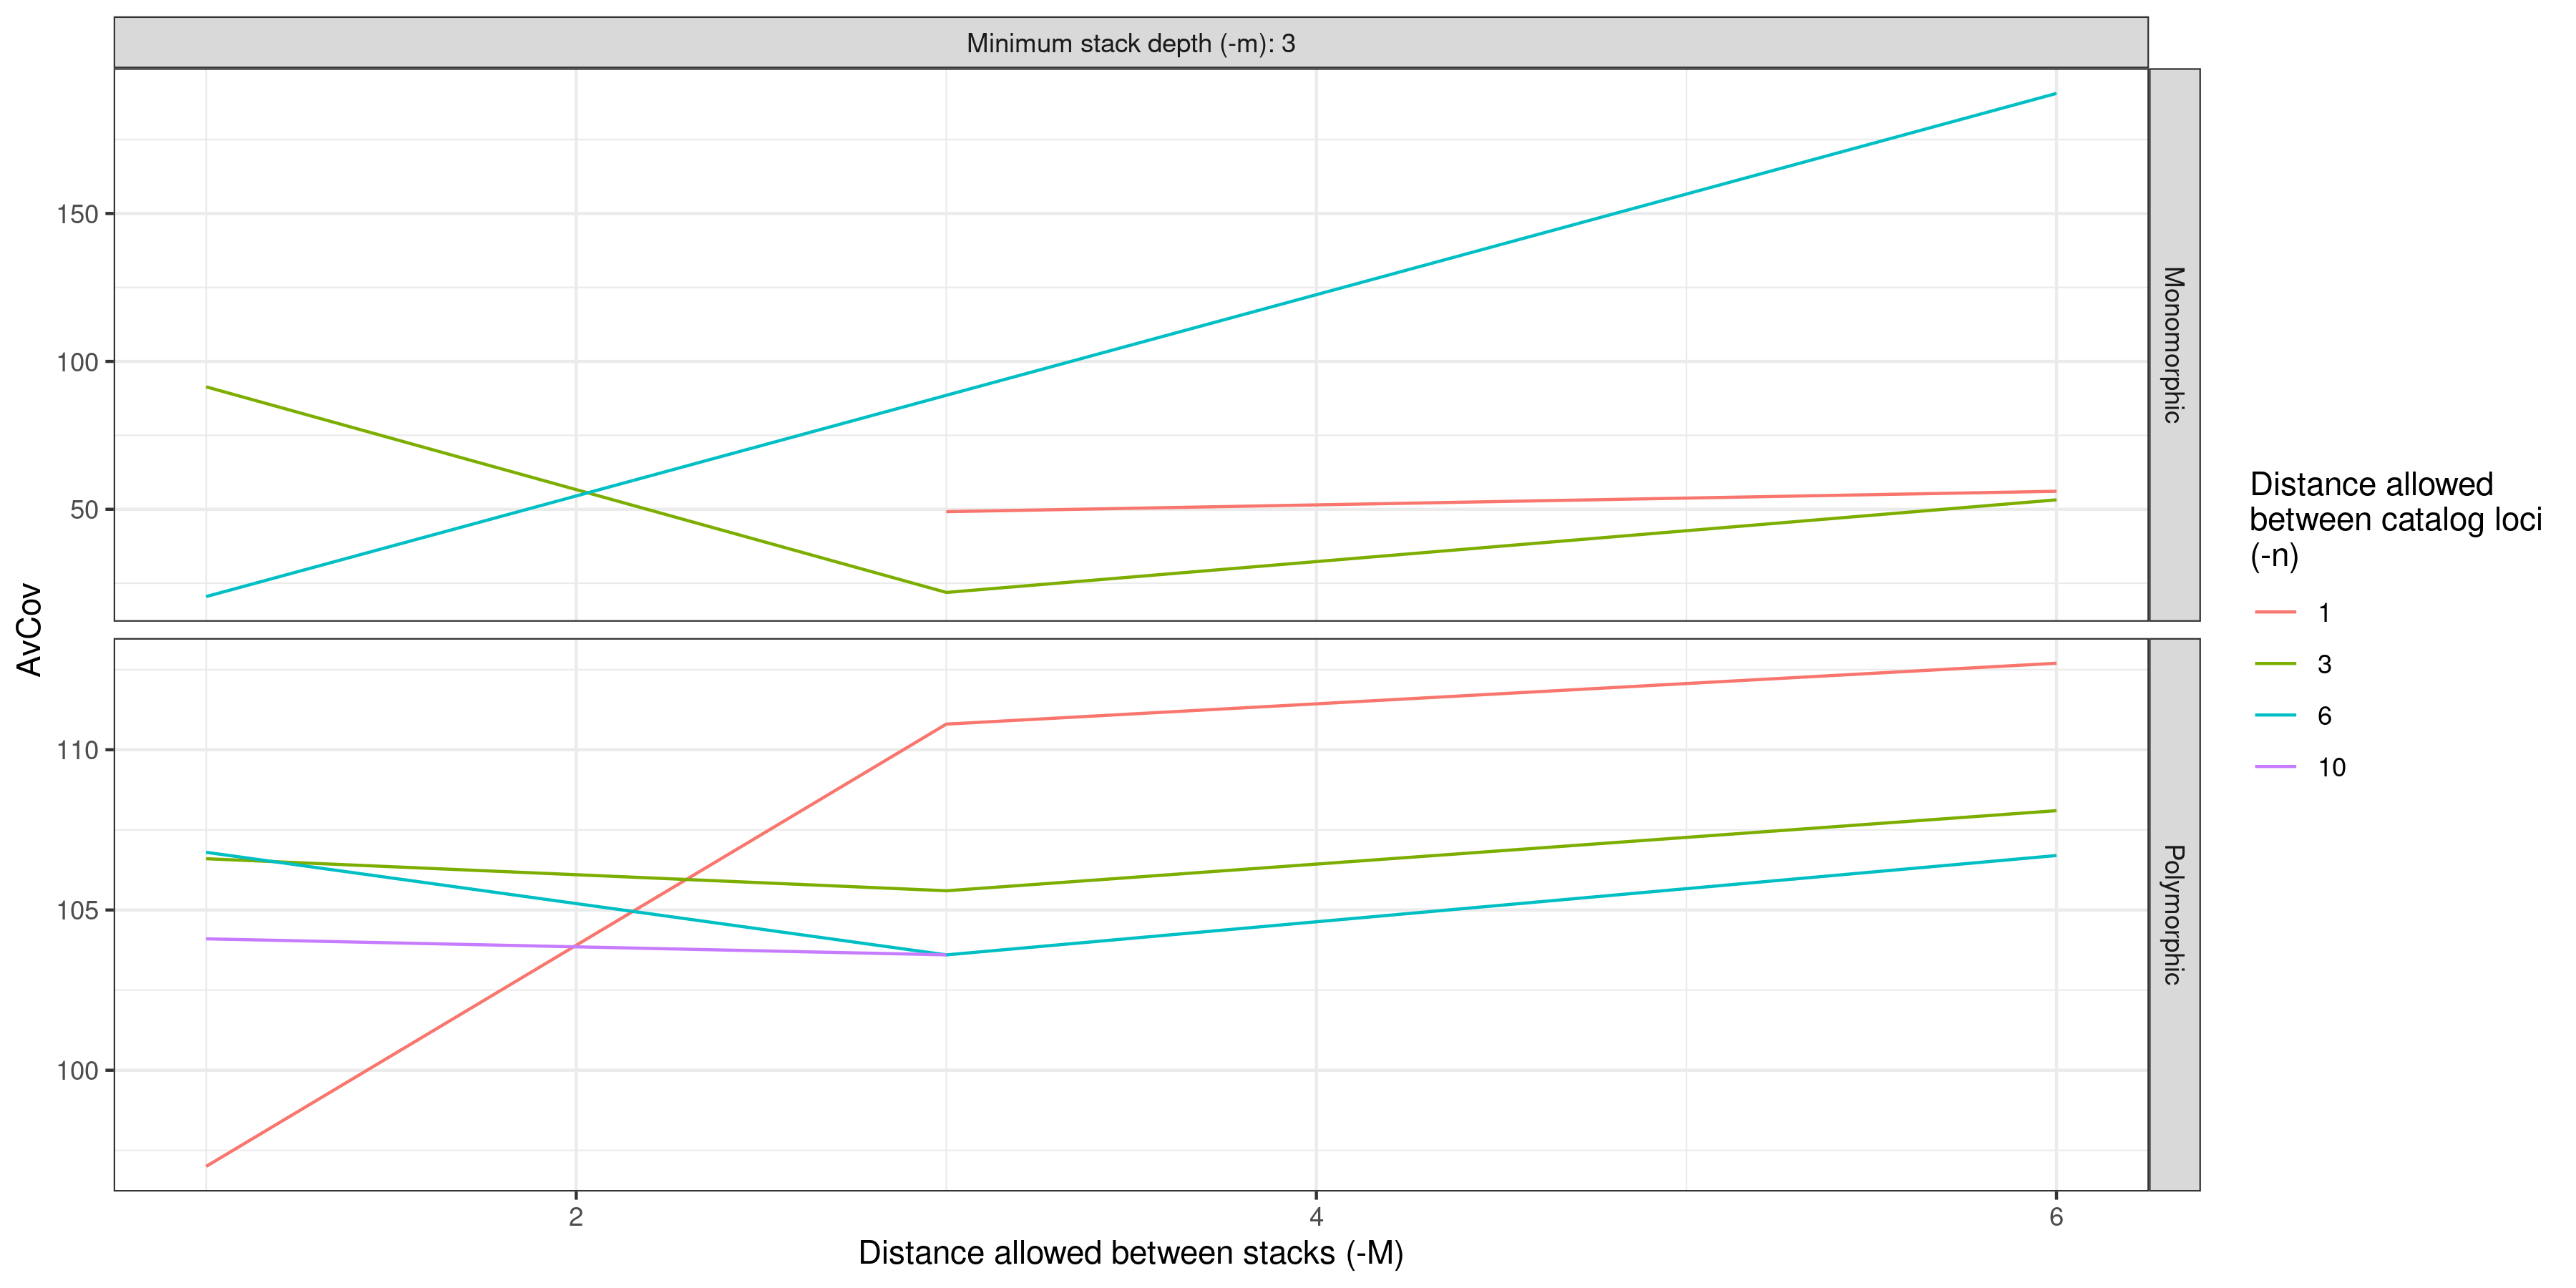 Minimum stack depth (-m): 3
150
100
50
Monomorphic
AvCov
110
105
100
Polymorphic
2
4
6
Distance allowed between stacks (-M)
Distance allowed
between catalog loci
(-n)
1
3
6
10